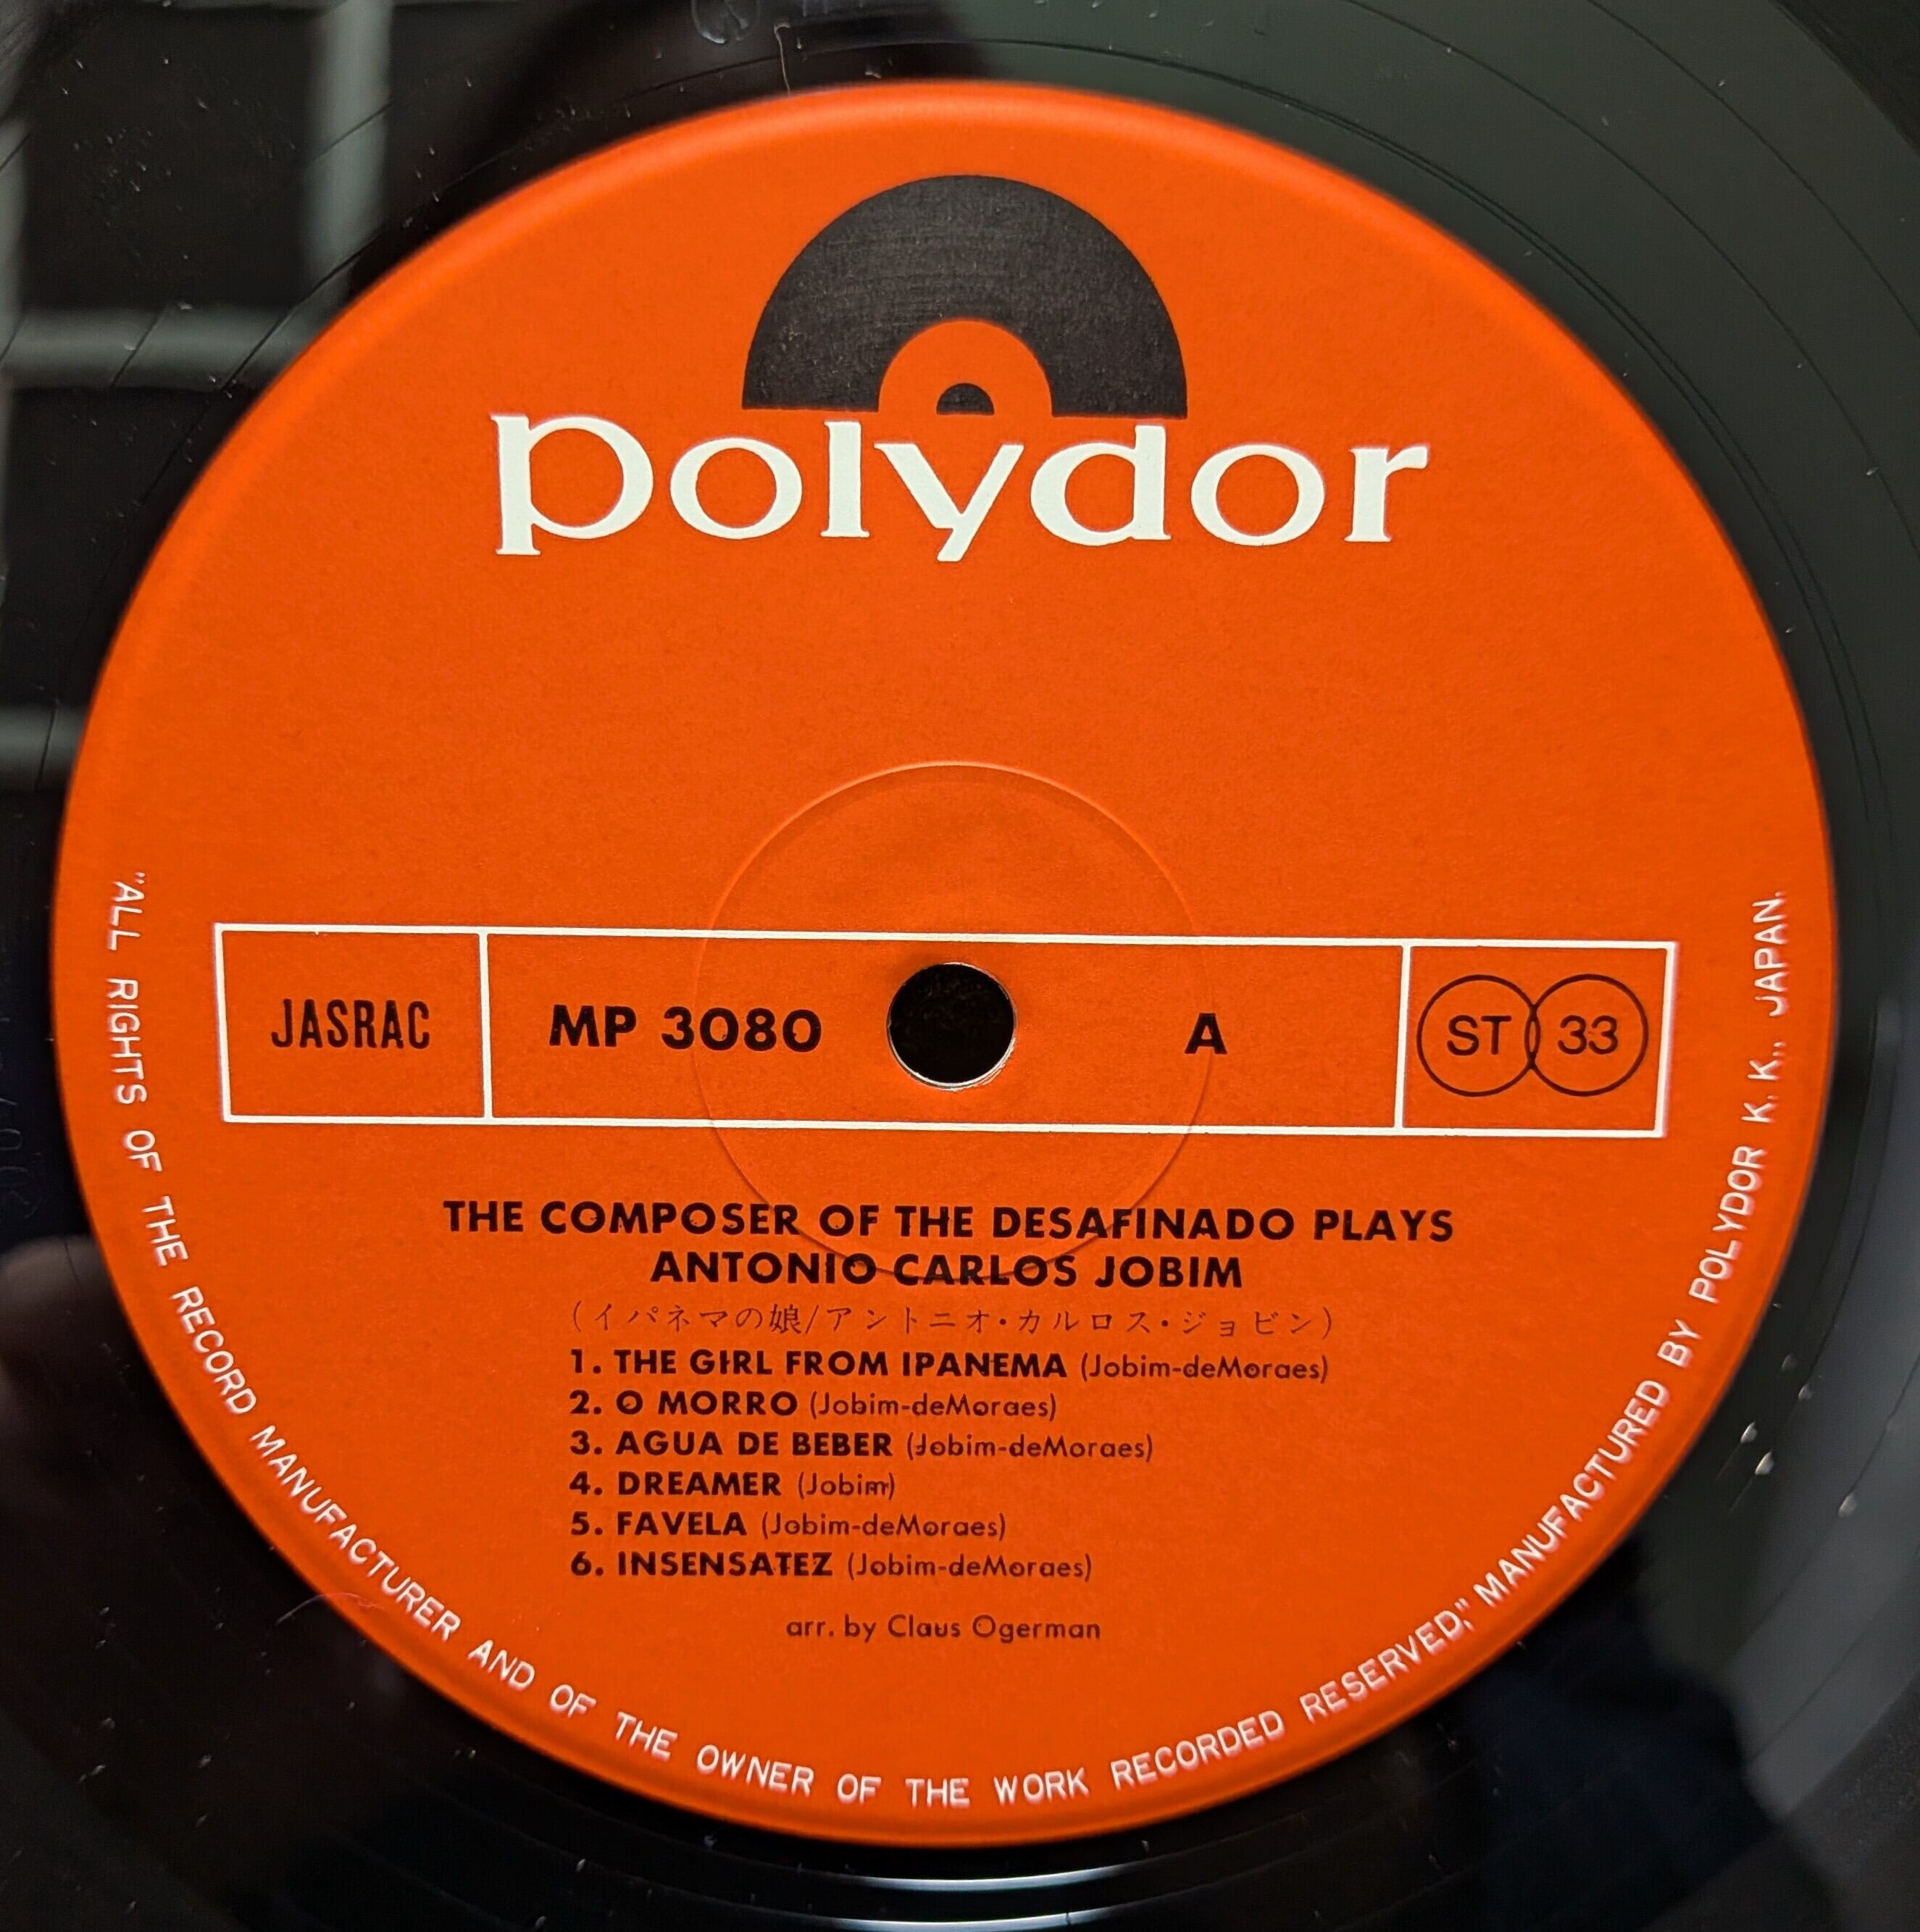 polydor
JASRAC
MP 3080
A
ST 33
THE COMPOSER OF THE DESAFINADO PLAYS
ANTONIO CARLOS JOBIM
(イパネマの娘/アントニオ・カルロス・ジョビン)
1. THE GIRL FROM IPANEMA (Jobim-deMoraes)
2. O MORRO (Jobim-deMoraes)
3. AGUA DE BEBER (Jobim-deMoraes)
4. DREAMER (Jobim)
5. FAVELA (Jobim-deMoraes)
6. INSENSATEZ (Jobim-deMoraes)
arr. by Claus Ogerman
"ALL RIGHTS OF THE RECORD MANUFACTURER AND OF THE OWNER OF THE WORK RECORDED RESERVED," MANUFACTURED BY POLYDOR K. K., JAPAN.